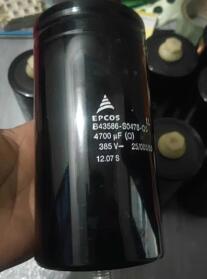 EPCOS
B43586-S0478-Q
4700 µF (Q)
385 V⎓
12.07 S